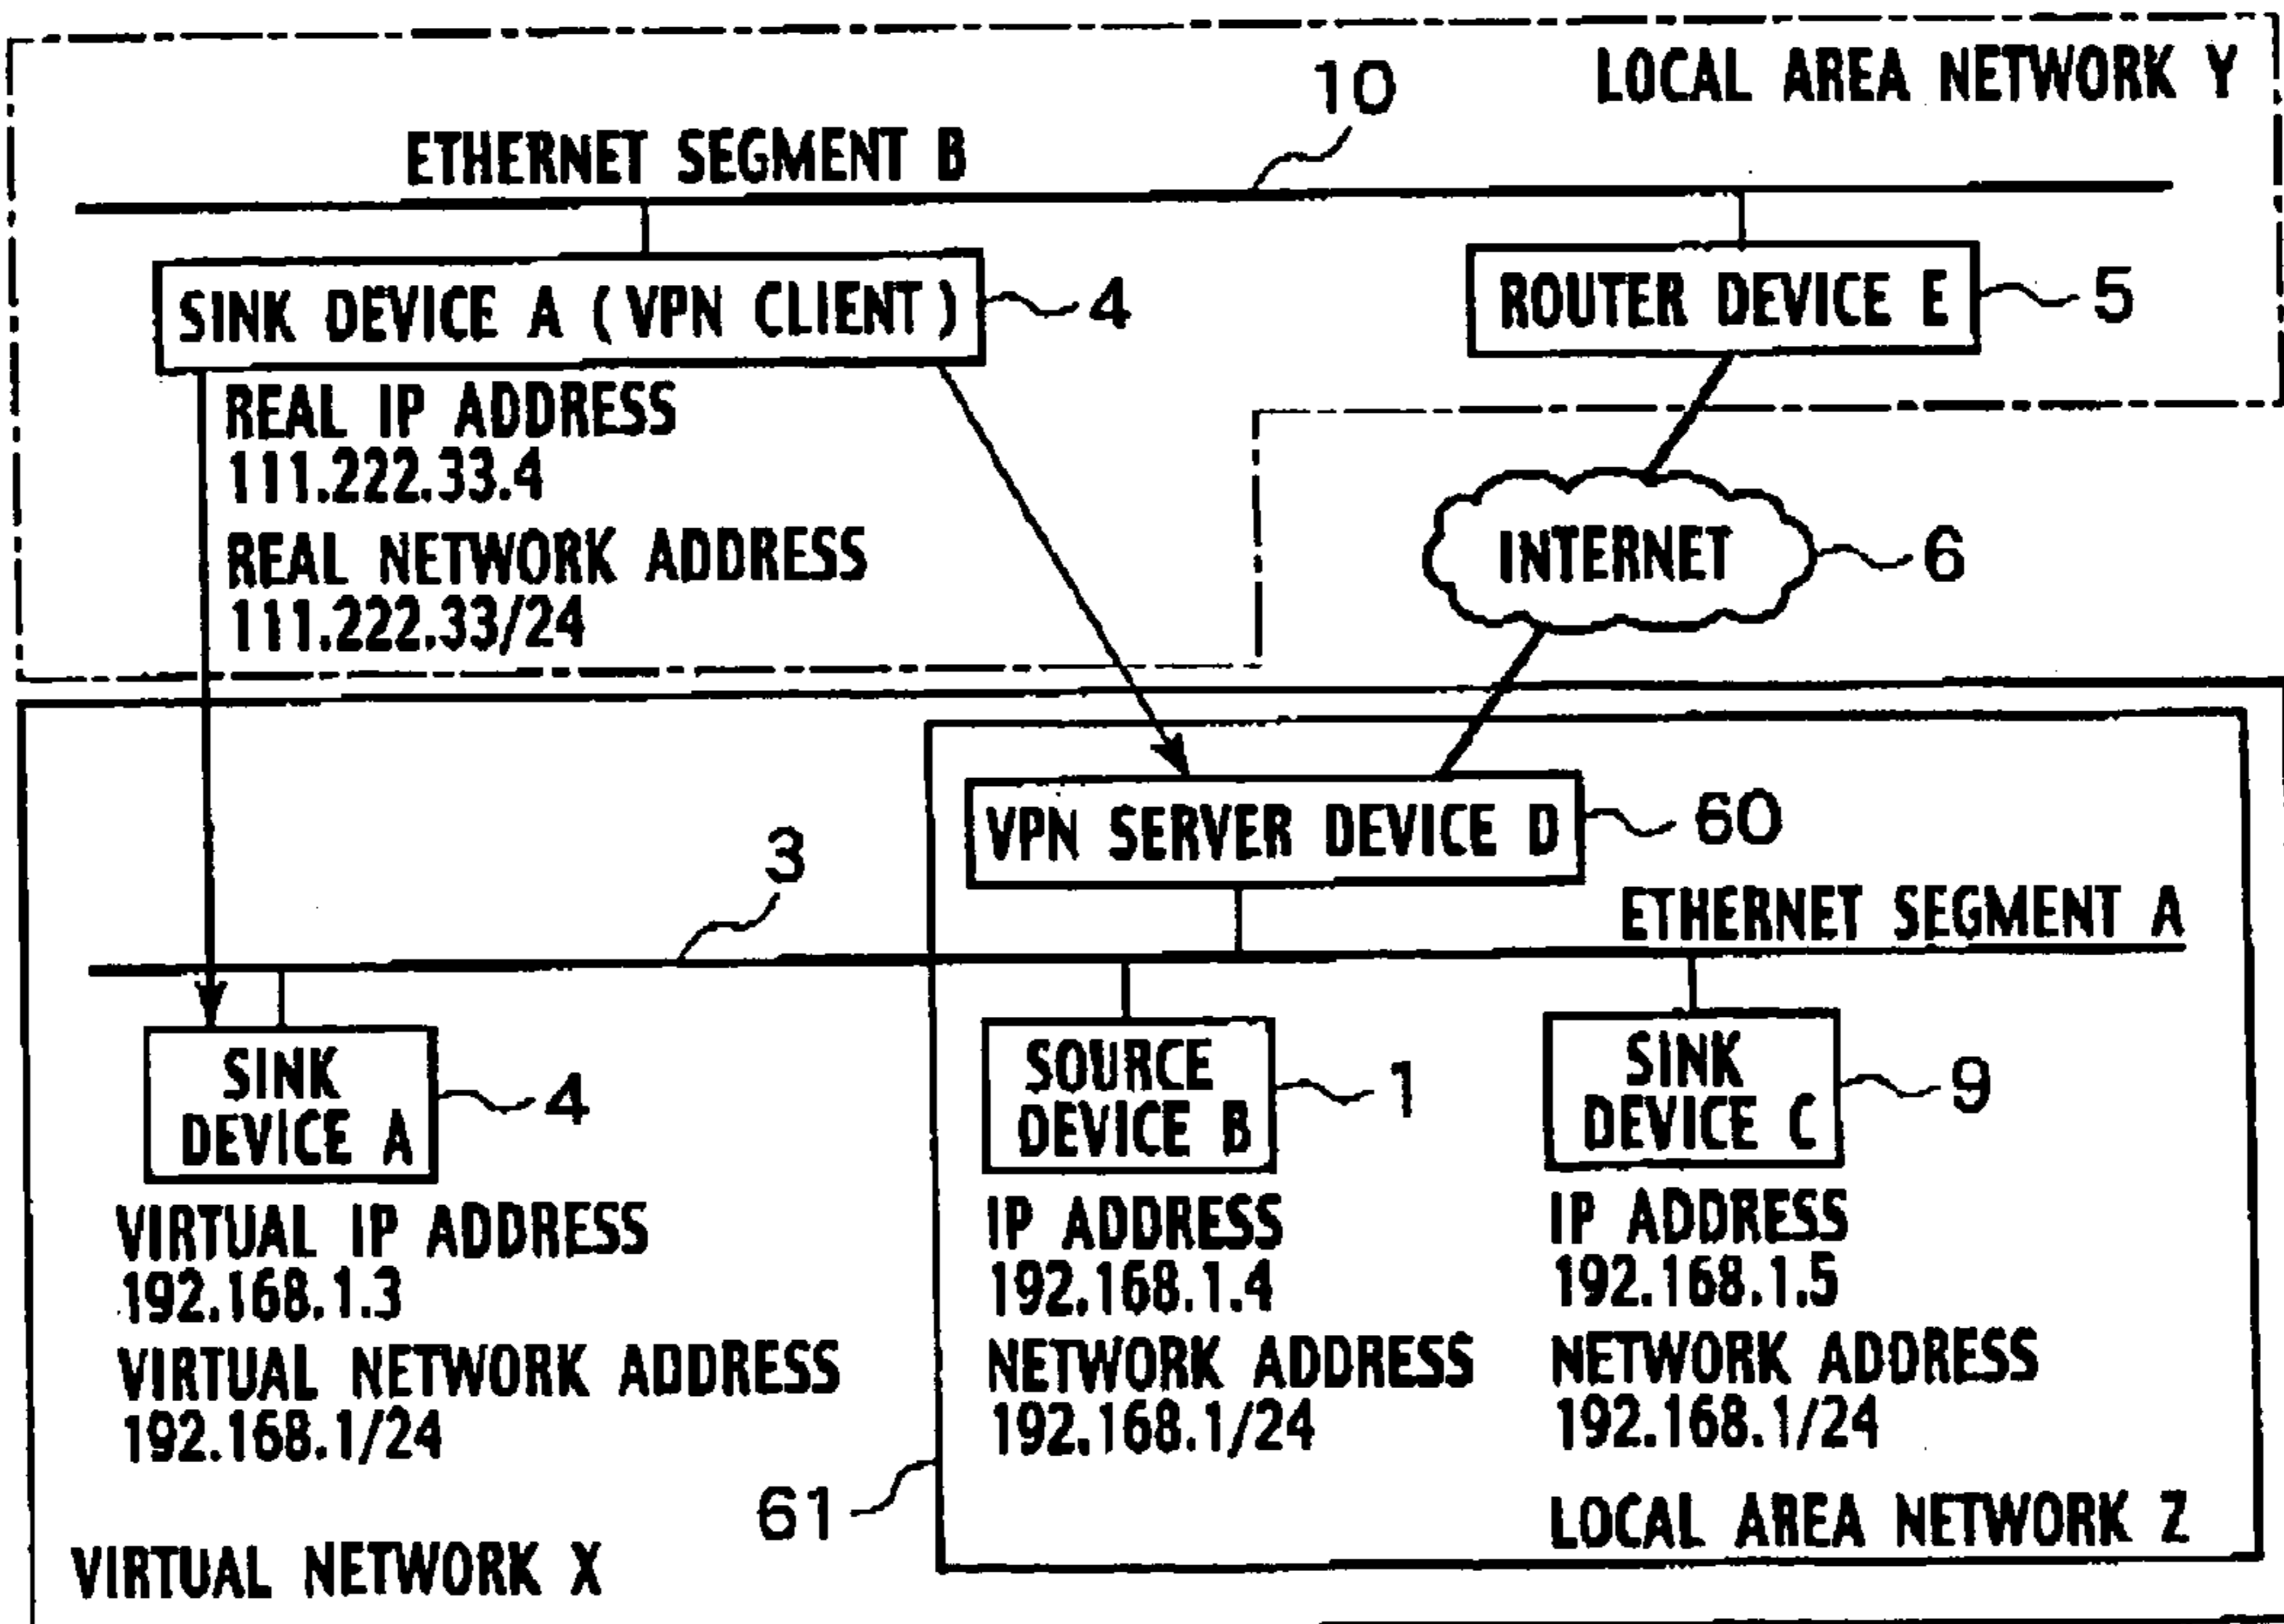 LOCAL AREA NETWORK Y
10
ETHERNET SEGMENT B
SINK DEVICE A (VPN CLIENT)
4
ROUTER DEVICE E
5
REAL IP ADDRESS
111.222.33.4
REAL NETWORK ADDRESS
111.222.33/24
INTERNET
6
VPN SERVER DEVICE D
60
3
ETHERNET SEGMENT A
SINK
DEVICE A
4
SOURCE
DEVICE B
1
SINK
DEVICE C
9
VIRTUAL IP ADDRESS
192.168.1.3
VIRTUAL NETWORK ADDRESS
192.168.1/24
IP ADDRESS
192.168.1.4
NETWORK ADDRESS
192.168.1/24
IP ADDRESS
192.168.1.5
NETWORK ADDRESS
192.168.1/24
61
LOCAL AREA NETWORK Z
VIRTUAL NETWORK X